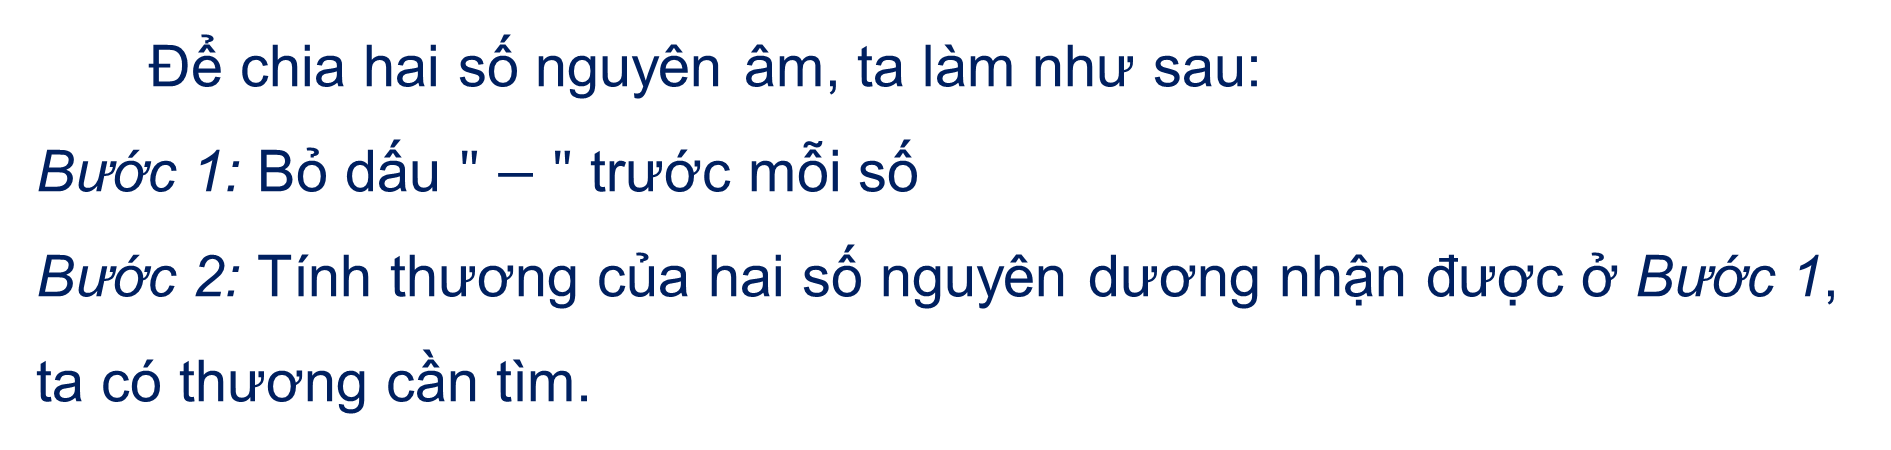 Để chia hai số nguyên âm, ta làm như sau:
Bước 1: Bỏ dấu " – " trước mỗi số
Bước 2: Tính thương của hai số nguyên dương nhận được ở Bước 1,
ta có thương cần tìm.